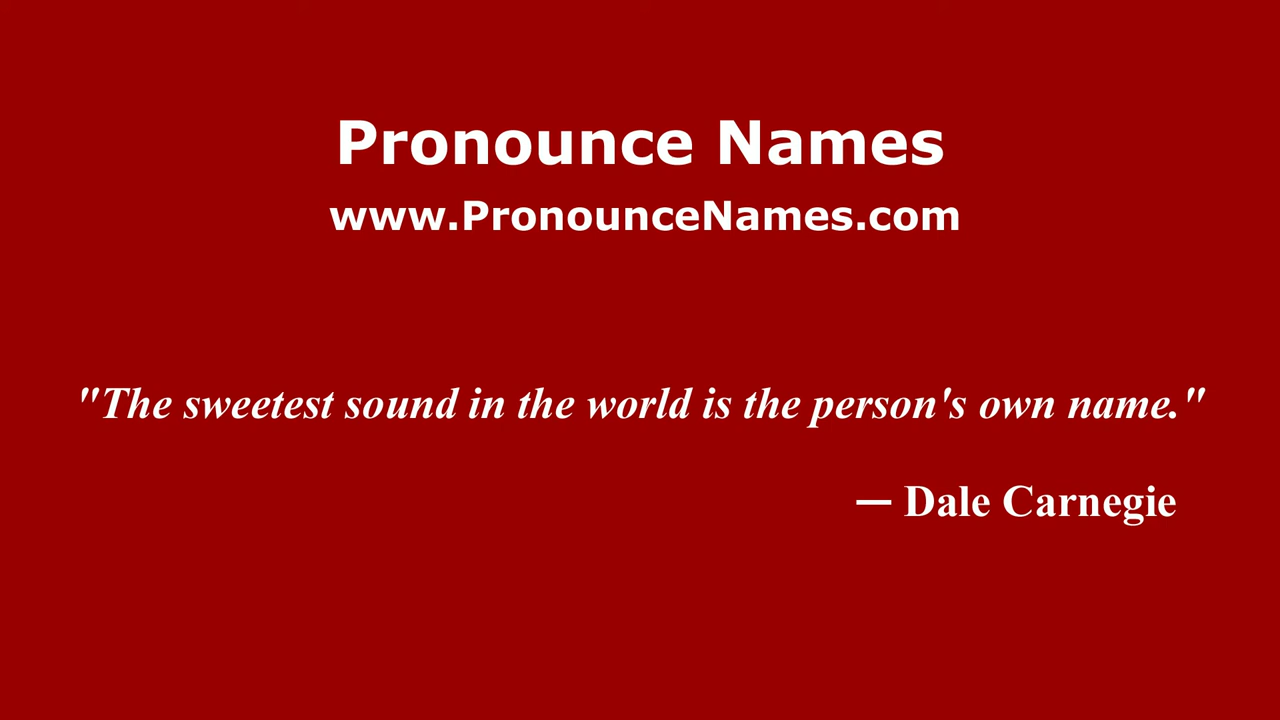 Pronounce Names
www.PronounceNames.com
"The sweetest sound in the world is the person's own name."
— Dale Carnegie